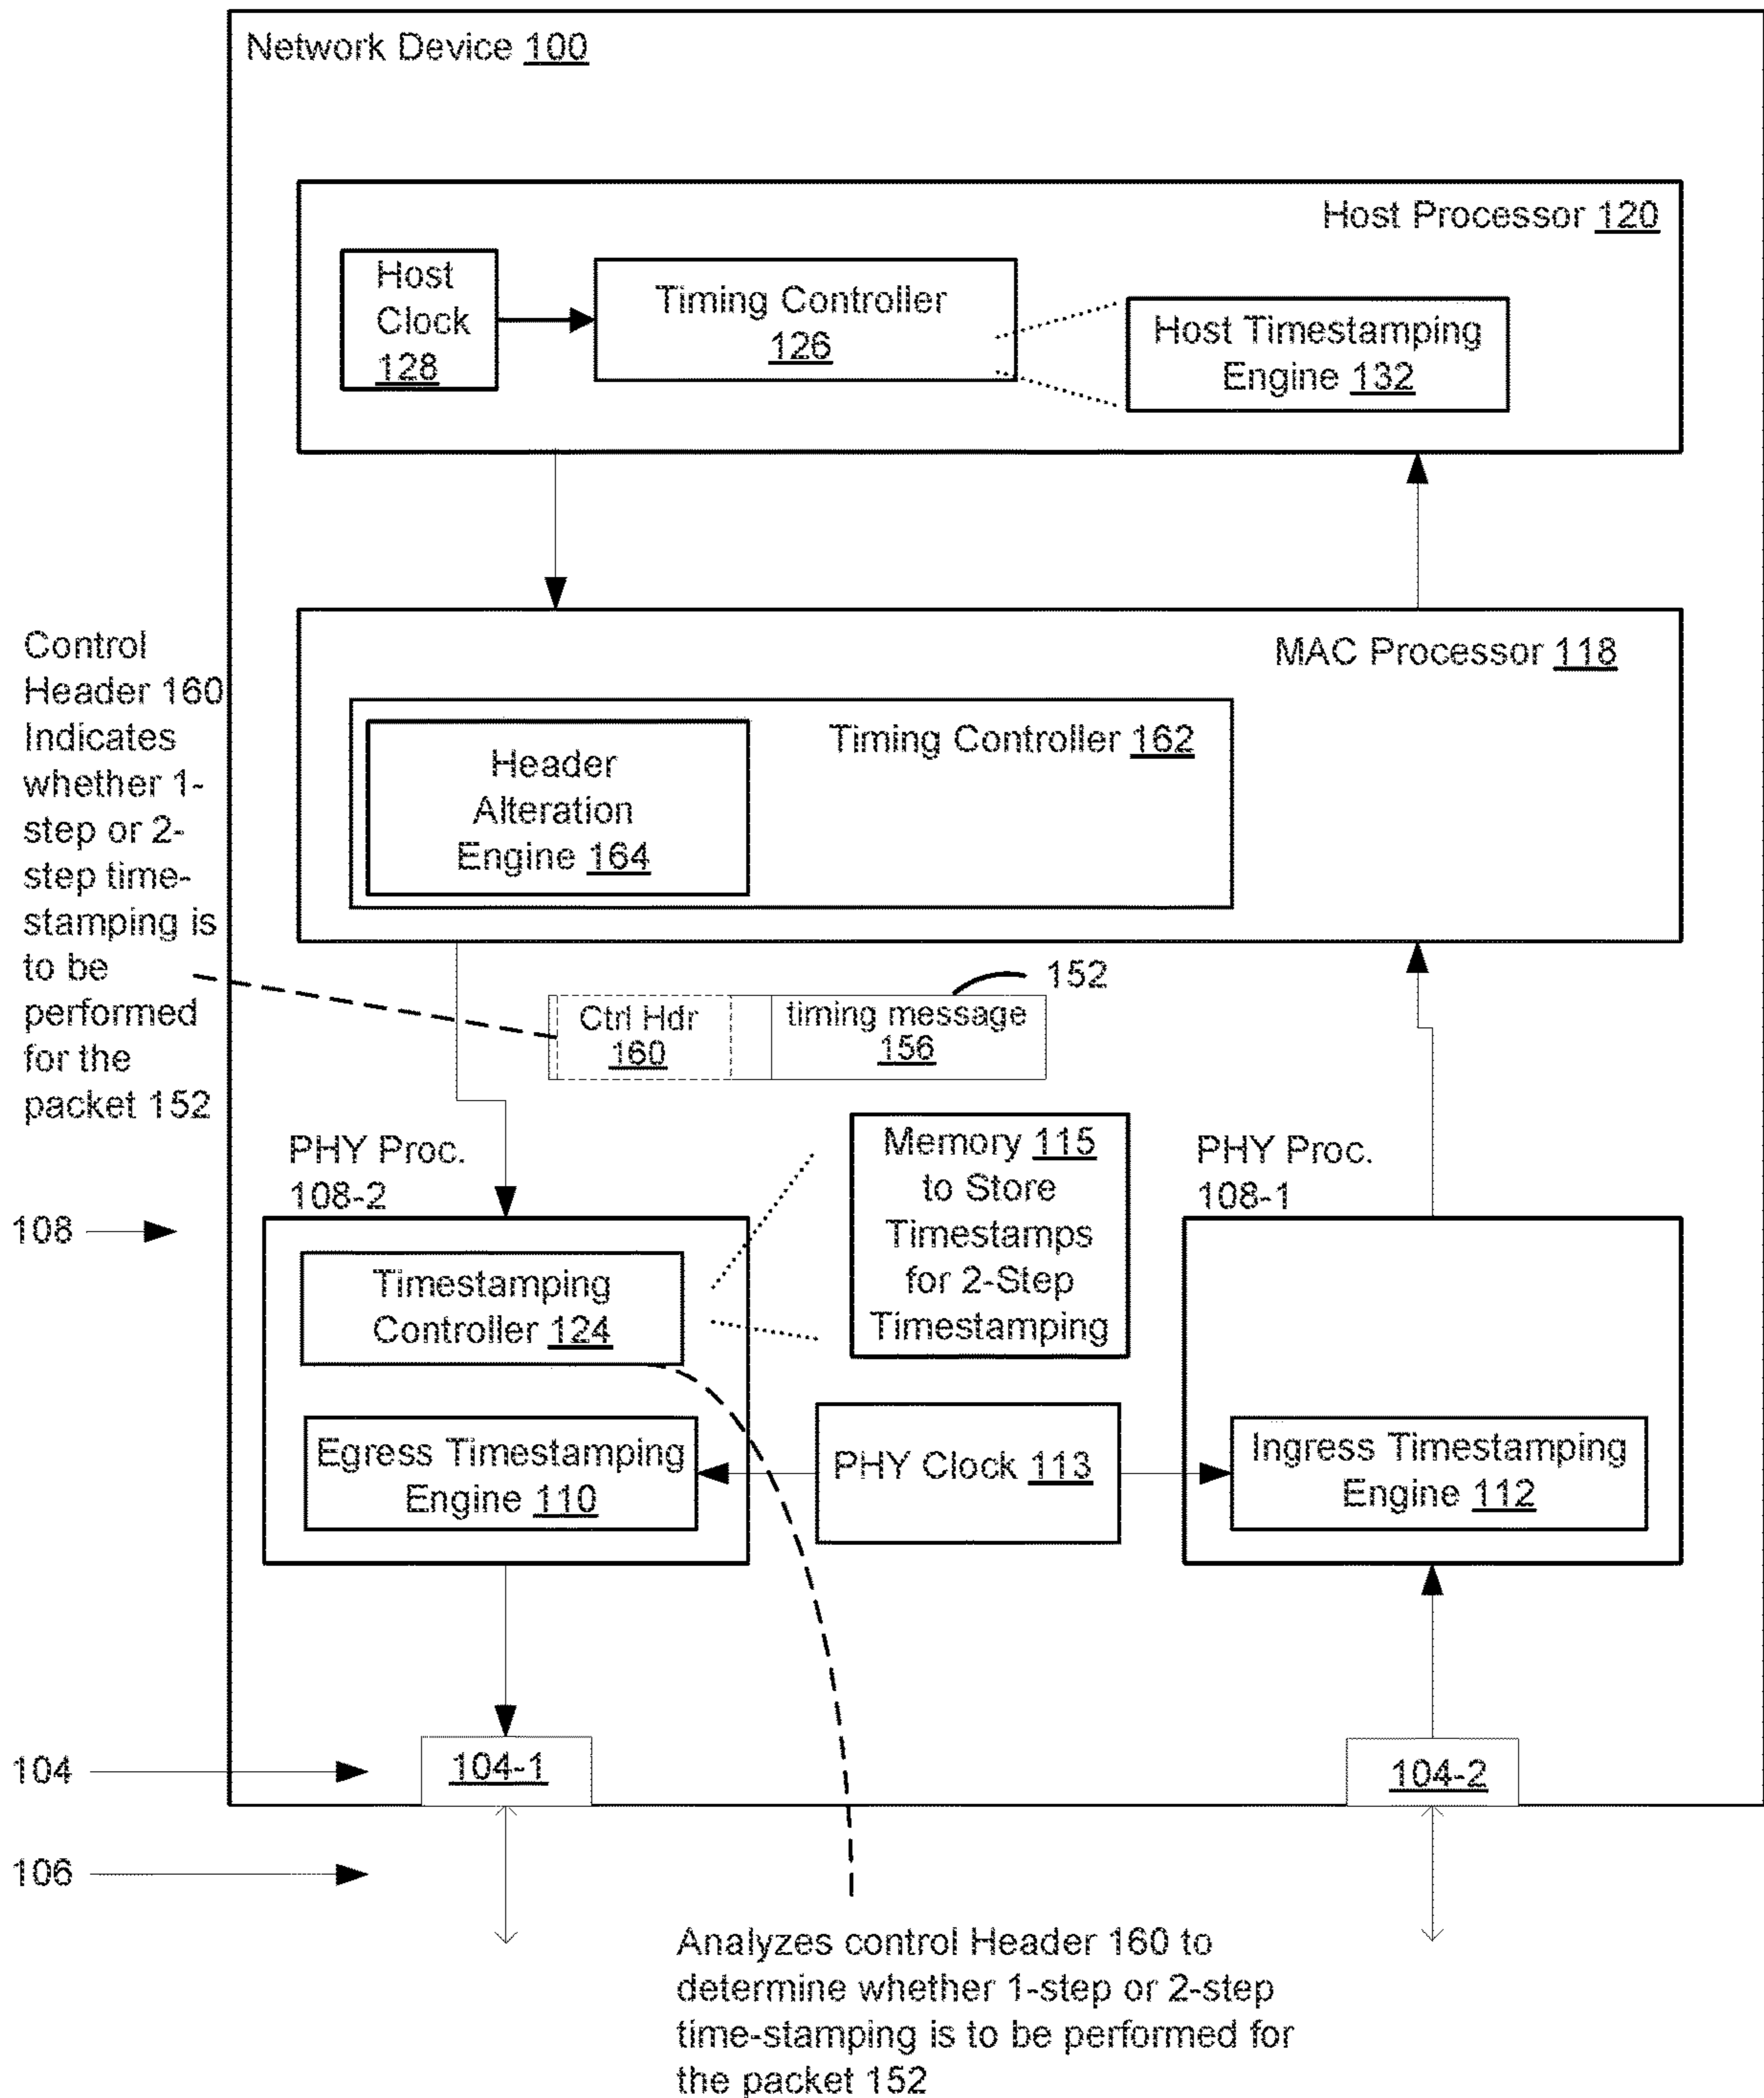 Network Device 100
Host Processor 120
Host
Clock
128
Timing Controller
126
Host Timestamping
Engine 132
MAC Processor 118
Timing Controller 162
Header
Alteration
Engine 164
Control
Header 160
Indicates
whether 1-
step or 2-
step time-
stamping is
to be
performed
for the
packet 152
152
Ctrl Hdr
160
timing message
156
PHY Proc.
108-2
Memory 115
to Store
Timestamps
for 2-Step
Timestamping
PHY Proc.
108-1
108
Timestamping
Controller 124
Egress Timestamping
Engine 110
PHY Clock 113
Ingress Timestamping
Engine 112
104
104-1
104-2
106
Analyzes control Header 160 to
determine whether 1-step or 2-step
time-stamping is to be performed for
the packet 152